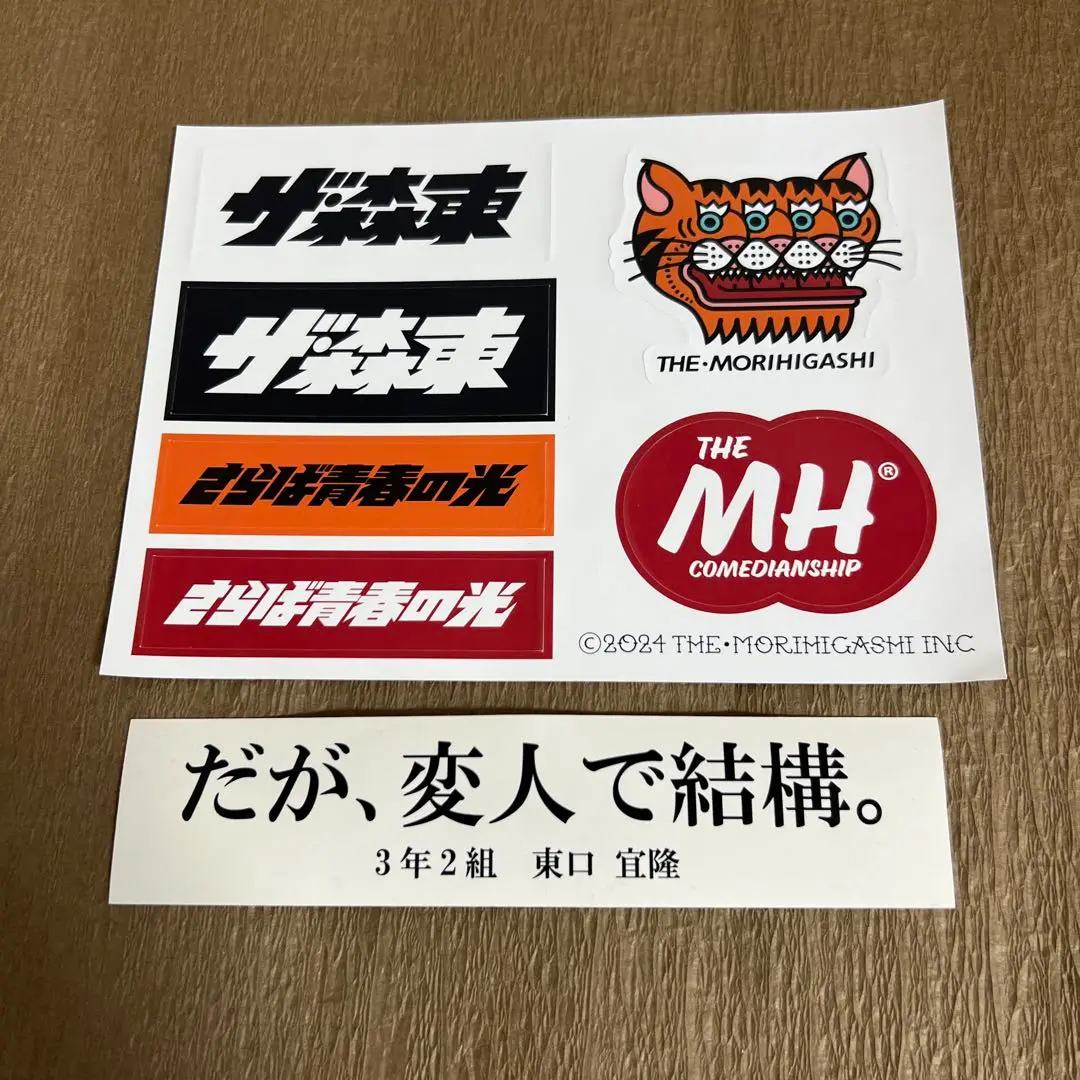 ザ・森東
ザ・森東
さらば青春の光
さらば青春の光
THE・MORIHIGASHI
THE
MH®
COMEDIANSHIP
©2024 THE・MORIHIGASHI INC
だが、変人で結構。
3年2組 東口 宜隆